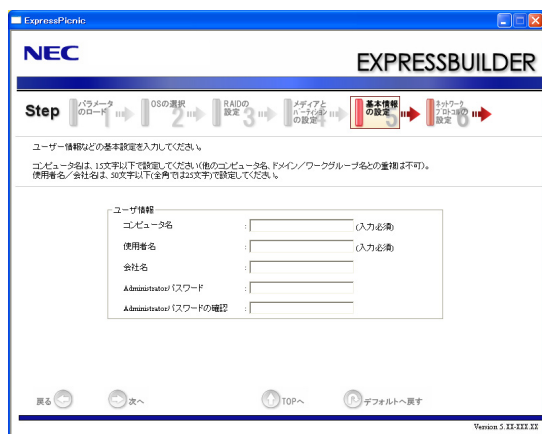 ExpressPicnic
NEC
EXPRESSBUILDER
Step
パラメータ
のロード 1
OSの選択
2
RAIDの
設定 3
メディアと
パーティション
の設定 4
基本情報
の設定 5
ネットワーク
プロトコルの
設定 6
ユーザー情報などの基本設定を入力してください。
コンピュータ名は、15文字以下で設定してください(他のコンピュータ名、ドメイン/ワークグループ名との重複は不可)。
使用者名/会社名は、50文字以下(全角では25文字)で設定してください。
ユーザ情報
コンピュータ名 : (入力必須)
使用者名 : (入力必須)
会社名 :
Administratorパスワード :
Administratorパスワードの確認 :
戻る 次へ TOPへ デフォルトへ戻す
Version 5.XX-XXX.XX